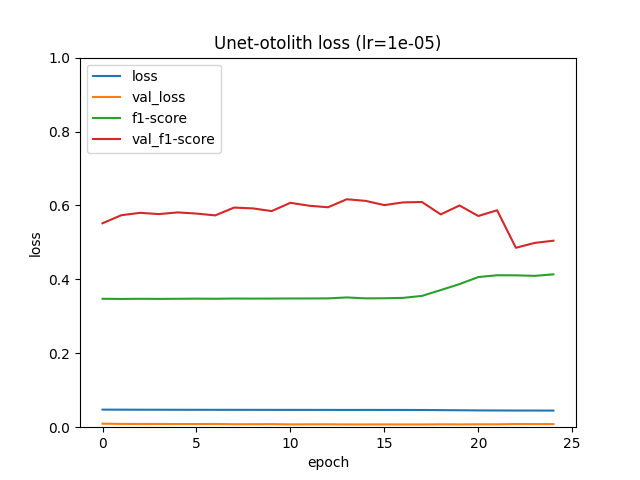 Unet-otolith loss (lr=1e-05)
1.0
0.8
0.6
0.4
0.2
0.0
loss
loss
val_loss
f1-score
val_f1-score
0 5 10 15 20 25
epoch